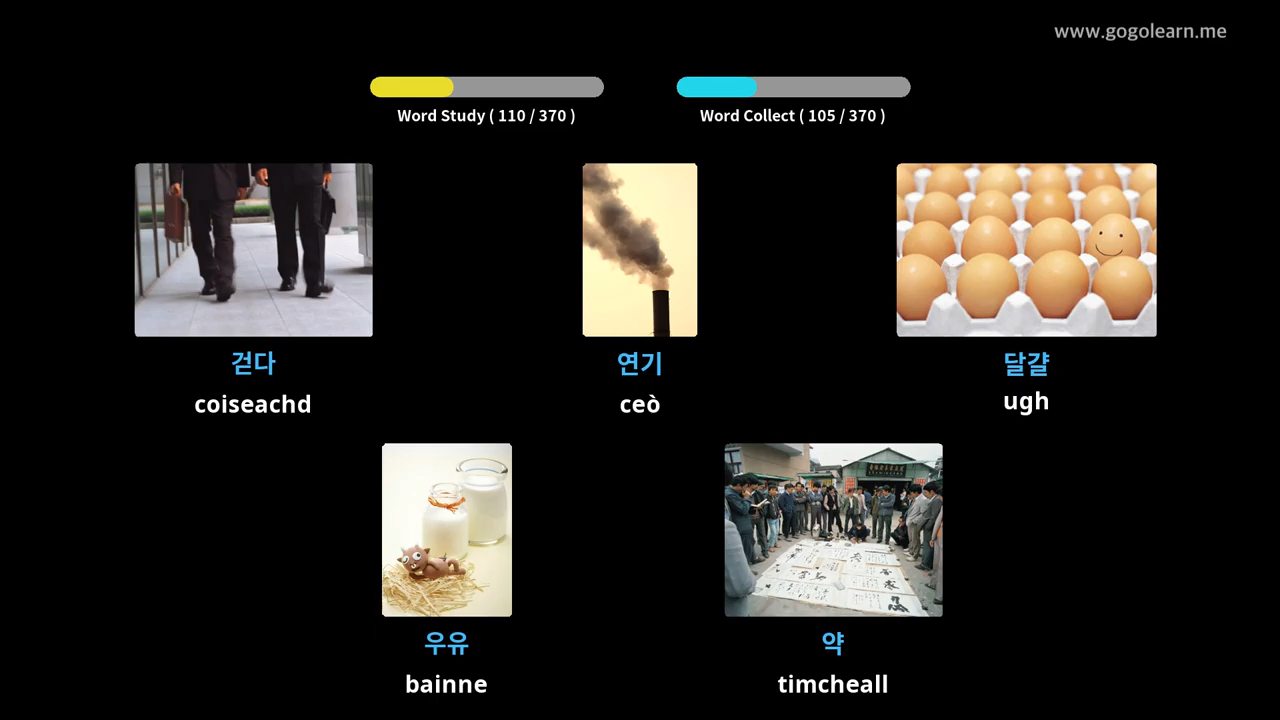 www.gogolearn.me
Word Study ( 110 / 370 )
Word Collect ( 105 / 370 )
걷다
coiseachd
연기
ceò
달걀
ugh
우유
bainne
약
timcheall